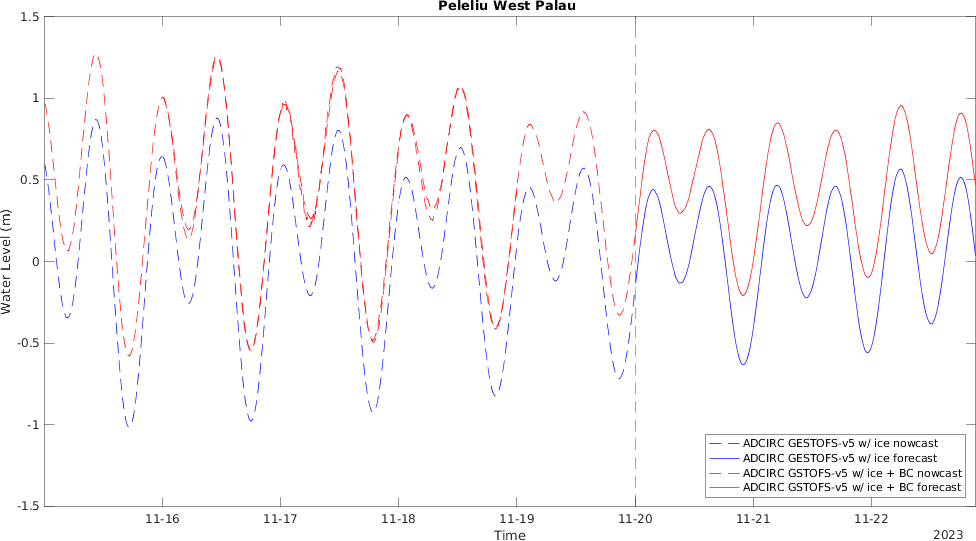 Peleliu West Palau
1.5
1
0.5
0
-0.5
-1
-1.5
Water Level (m)
11-16
11-17
11-18
11-19
11-20
11-21
11-22
Time
2023
ADCIRC GESTOFS-v5 w/ ice nowcast
ADCIRC GESTOFS-v5 w/ ice forecast
ADCIRC GSTOFS-v5 w/ ice + BC nowcast
ADCIRC GSTOFS-v5 w/ ice + BC forecast